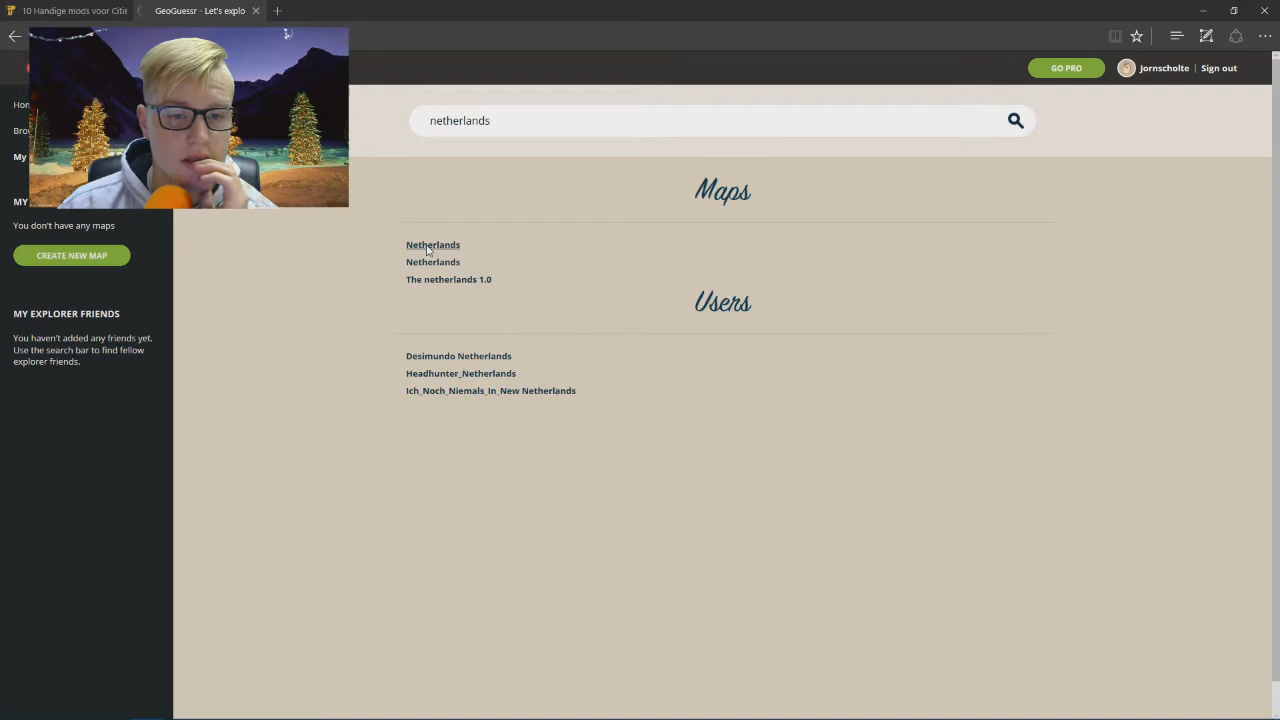 10 Handige mods voor Citie
GeoGuessr - Let's explo
GO PRO
Jornscholte
Sign out
netherlands
Maps
Netherlands
Netherlands
The netherlands 1.0
Users
Desimundo Netherlands
Headhunter_Netherlands
Ich_Noch_Niemals_In_New Netherlands
You don't have any maps
CREATE NEW MAP
MY EXPLORER FRIENDS
You haven't added any friends yet.
Use the search bar to find fellow
explorer friends.